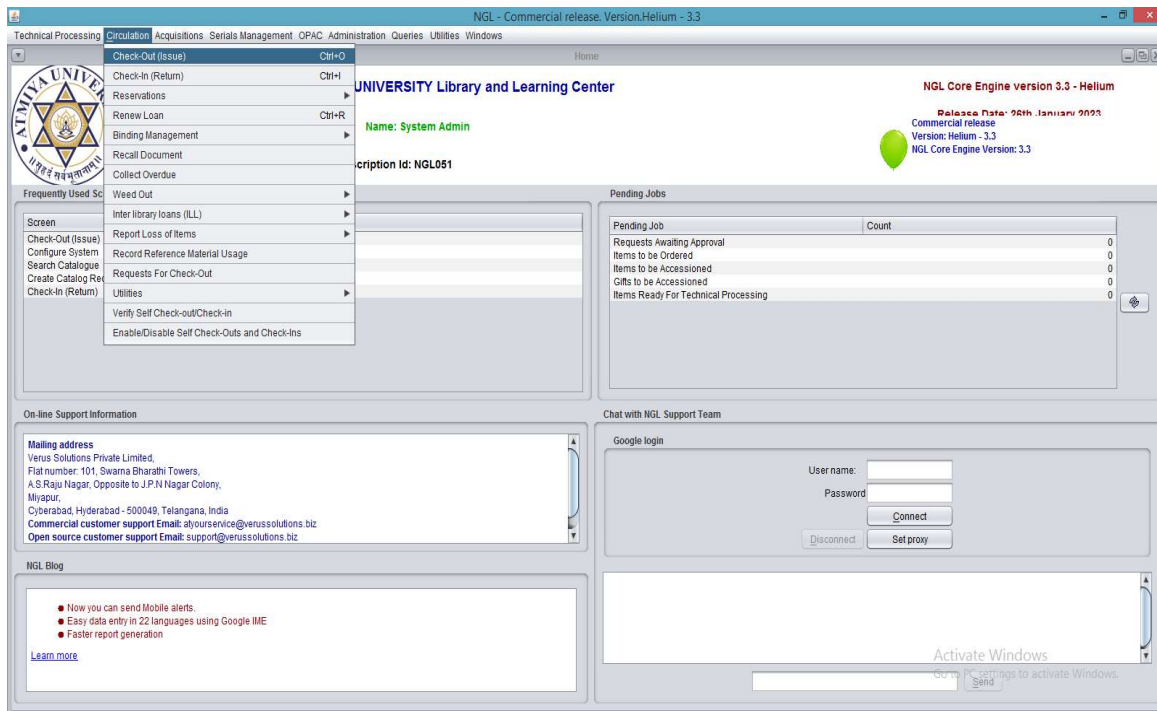 NGL - Commercial release. Version.Helium - 3.3
Technical Processing Circulation Acquisitions Serials Management OPAC Administration Queries Utilities Windows
Home
Check-Out (Issue) Ctrl+O
Check-In (Return) Ctrl+I
Reservations
Renew Loan Ctrl+R
Binding Management
Recall Document
Collect Overdue
Weed Out
Inter library loans (ILL)
Report Loss of Items
Record Reference Material Usage
Requests For Check-Out
Utilities
Verify Self Check-out/Check-in
Enable/Disable Self Check-Outs and Check-Ins
ATMIYA UNIVE
UNIVERSITY Library and Learning Center
Name: System Admin
scription Id: NGL051
NGL Core Engine version 3.3 - Helium
Release Date: 26th January 2023
Commercial release
Version: Helium - 3.3
NGL Core Engine Version: 3.3
Frequently Used Sc
Screen
Check-Out (Issue)
Configure System
Search Catalogue
Create Catalog Rec
Check-In (Return)
Pending Jobs
Pending Job Count
Requests Awaiting Approval 0
Items to be Ordered 0
Items to be Accessioned 0
Gifts to be Accessioned 0
Items Ready For Technical Processing 0
On-line Support Information
Mailing address
Verus Solutions Private Limited,
Flat number: 101, Swarna Bharathi Towers,
A.S.Raju Nagar, Opposite to J.P.N Nagar Colony,
Miyapur,
Cyberabad, Hyderabad - 500049, Telangana, India
Commercial customer support Email: atyourservice@verussolutions.biz
Open source customer support Email: support@verussolutions.biz
Chat with NGL Support Team
Google login
User name:
Password
Connect
Disconnect Set proxy
NGL Blog
Now you can send Mobile alerts.
Easy data entry in 22 languages using Google IME
Faster report generation
Learn more
Activate Windows
Go to PC settings to activate Windows.
Send